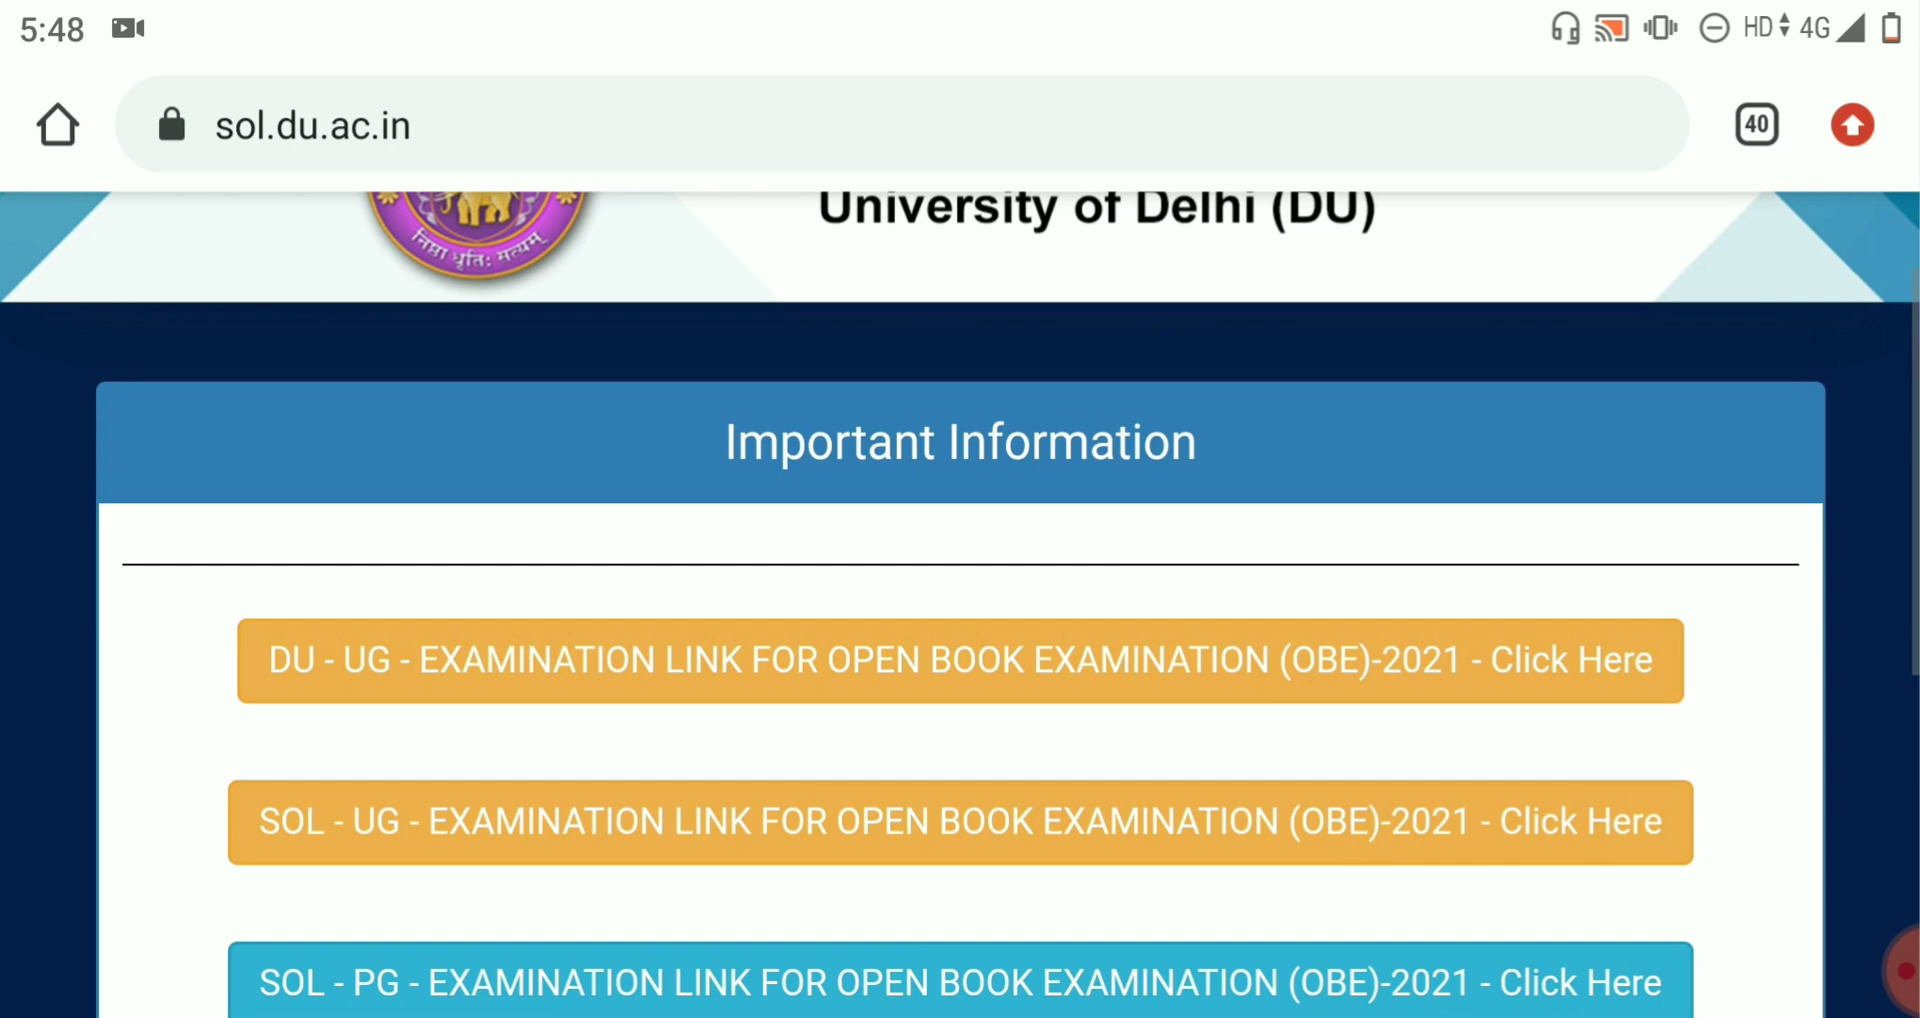 5:48
HD 4G
sol.du.ac.in
40
University of Delhi (DU)
निष्ठा धृतिः सत्यम्
Important Information
DU - UG - EXAMINATION LINK FOR OPEN BOOK EXAMINATION (OBE)-2021 - Click Here
SOL - UG - EXAMINATION LINK FOR OPEN BOOK EXAMINATION (OBE)-2021 - Click Here
SOL - PG - EXAMINATION LINK FOR OPEN BOOK EXAMINATION (OBE)-2021 - Click Here